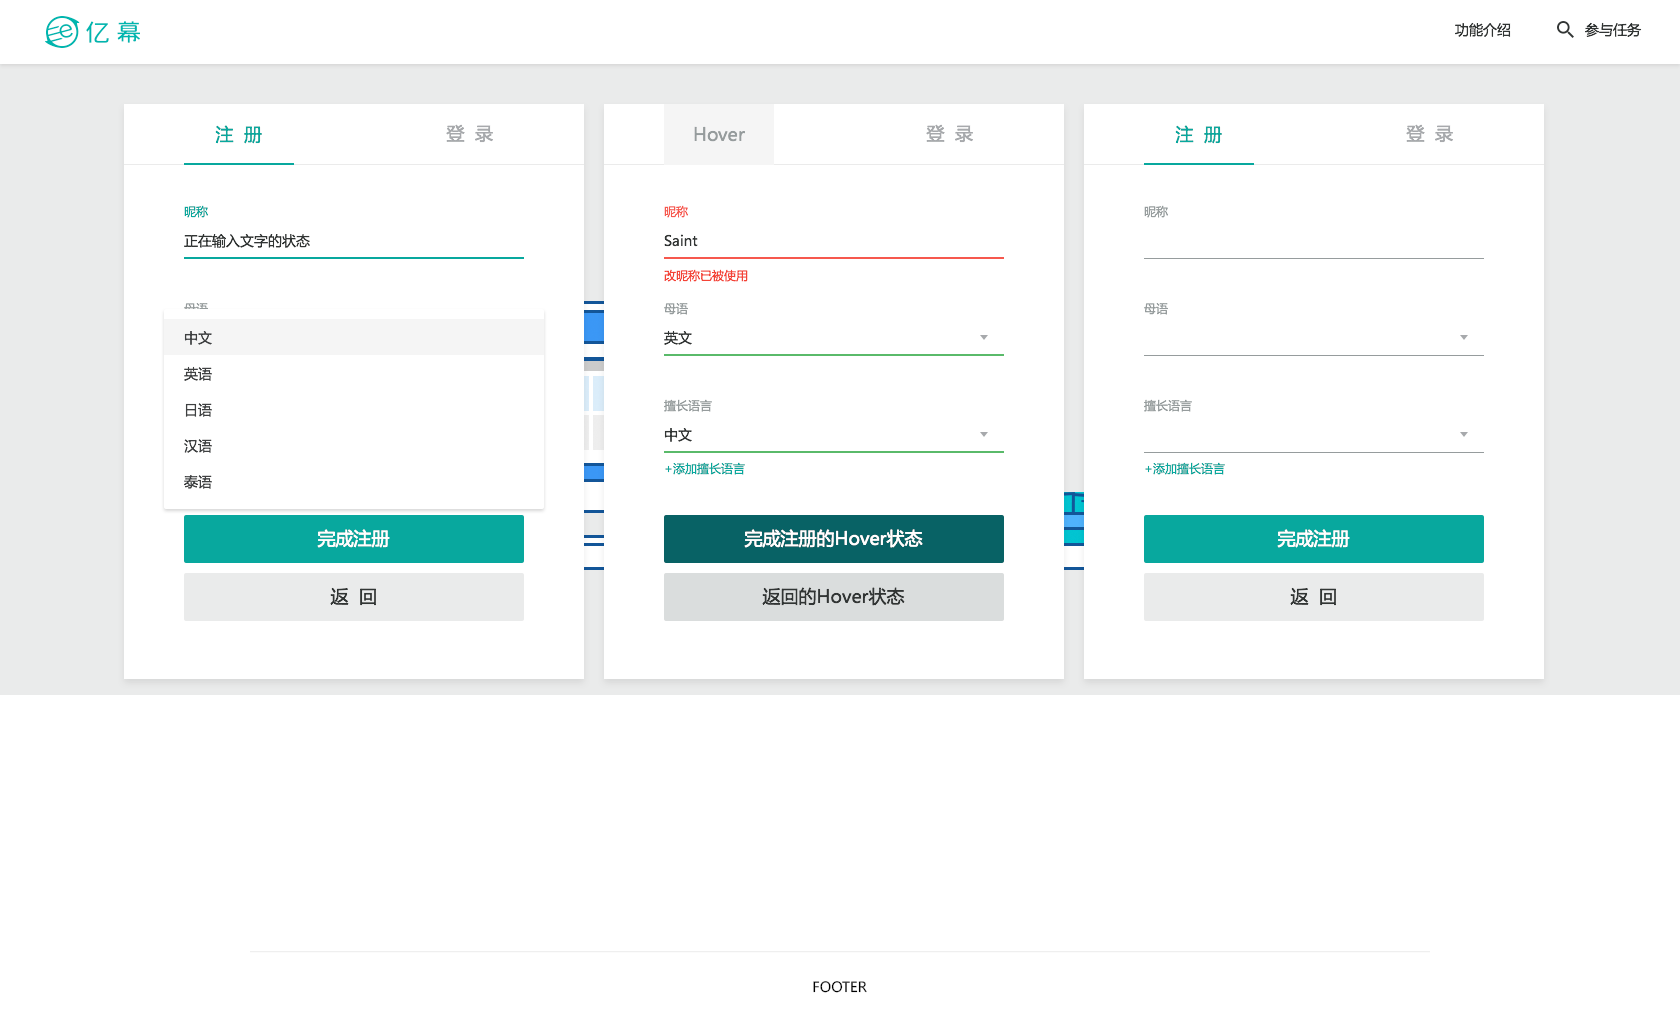 亿幕
功能介绍
参与任务
注 册
登 录
昵称
正在输入文字的状态
母语
中文
英语
日语
汉语
泰语
完成注册
返 回
Hover
登 录
昵称
Saint
改昵称已被使用
母语
英文
擅长语言
中文
+添加擅长语言
完成注册的Hover状态
返回的Hover状态
注 册
登 录
昵称
母语
擅长语言
+添加擅长语言
完成注册
返 回
FOOTER